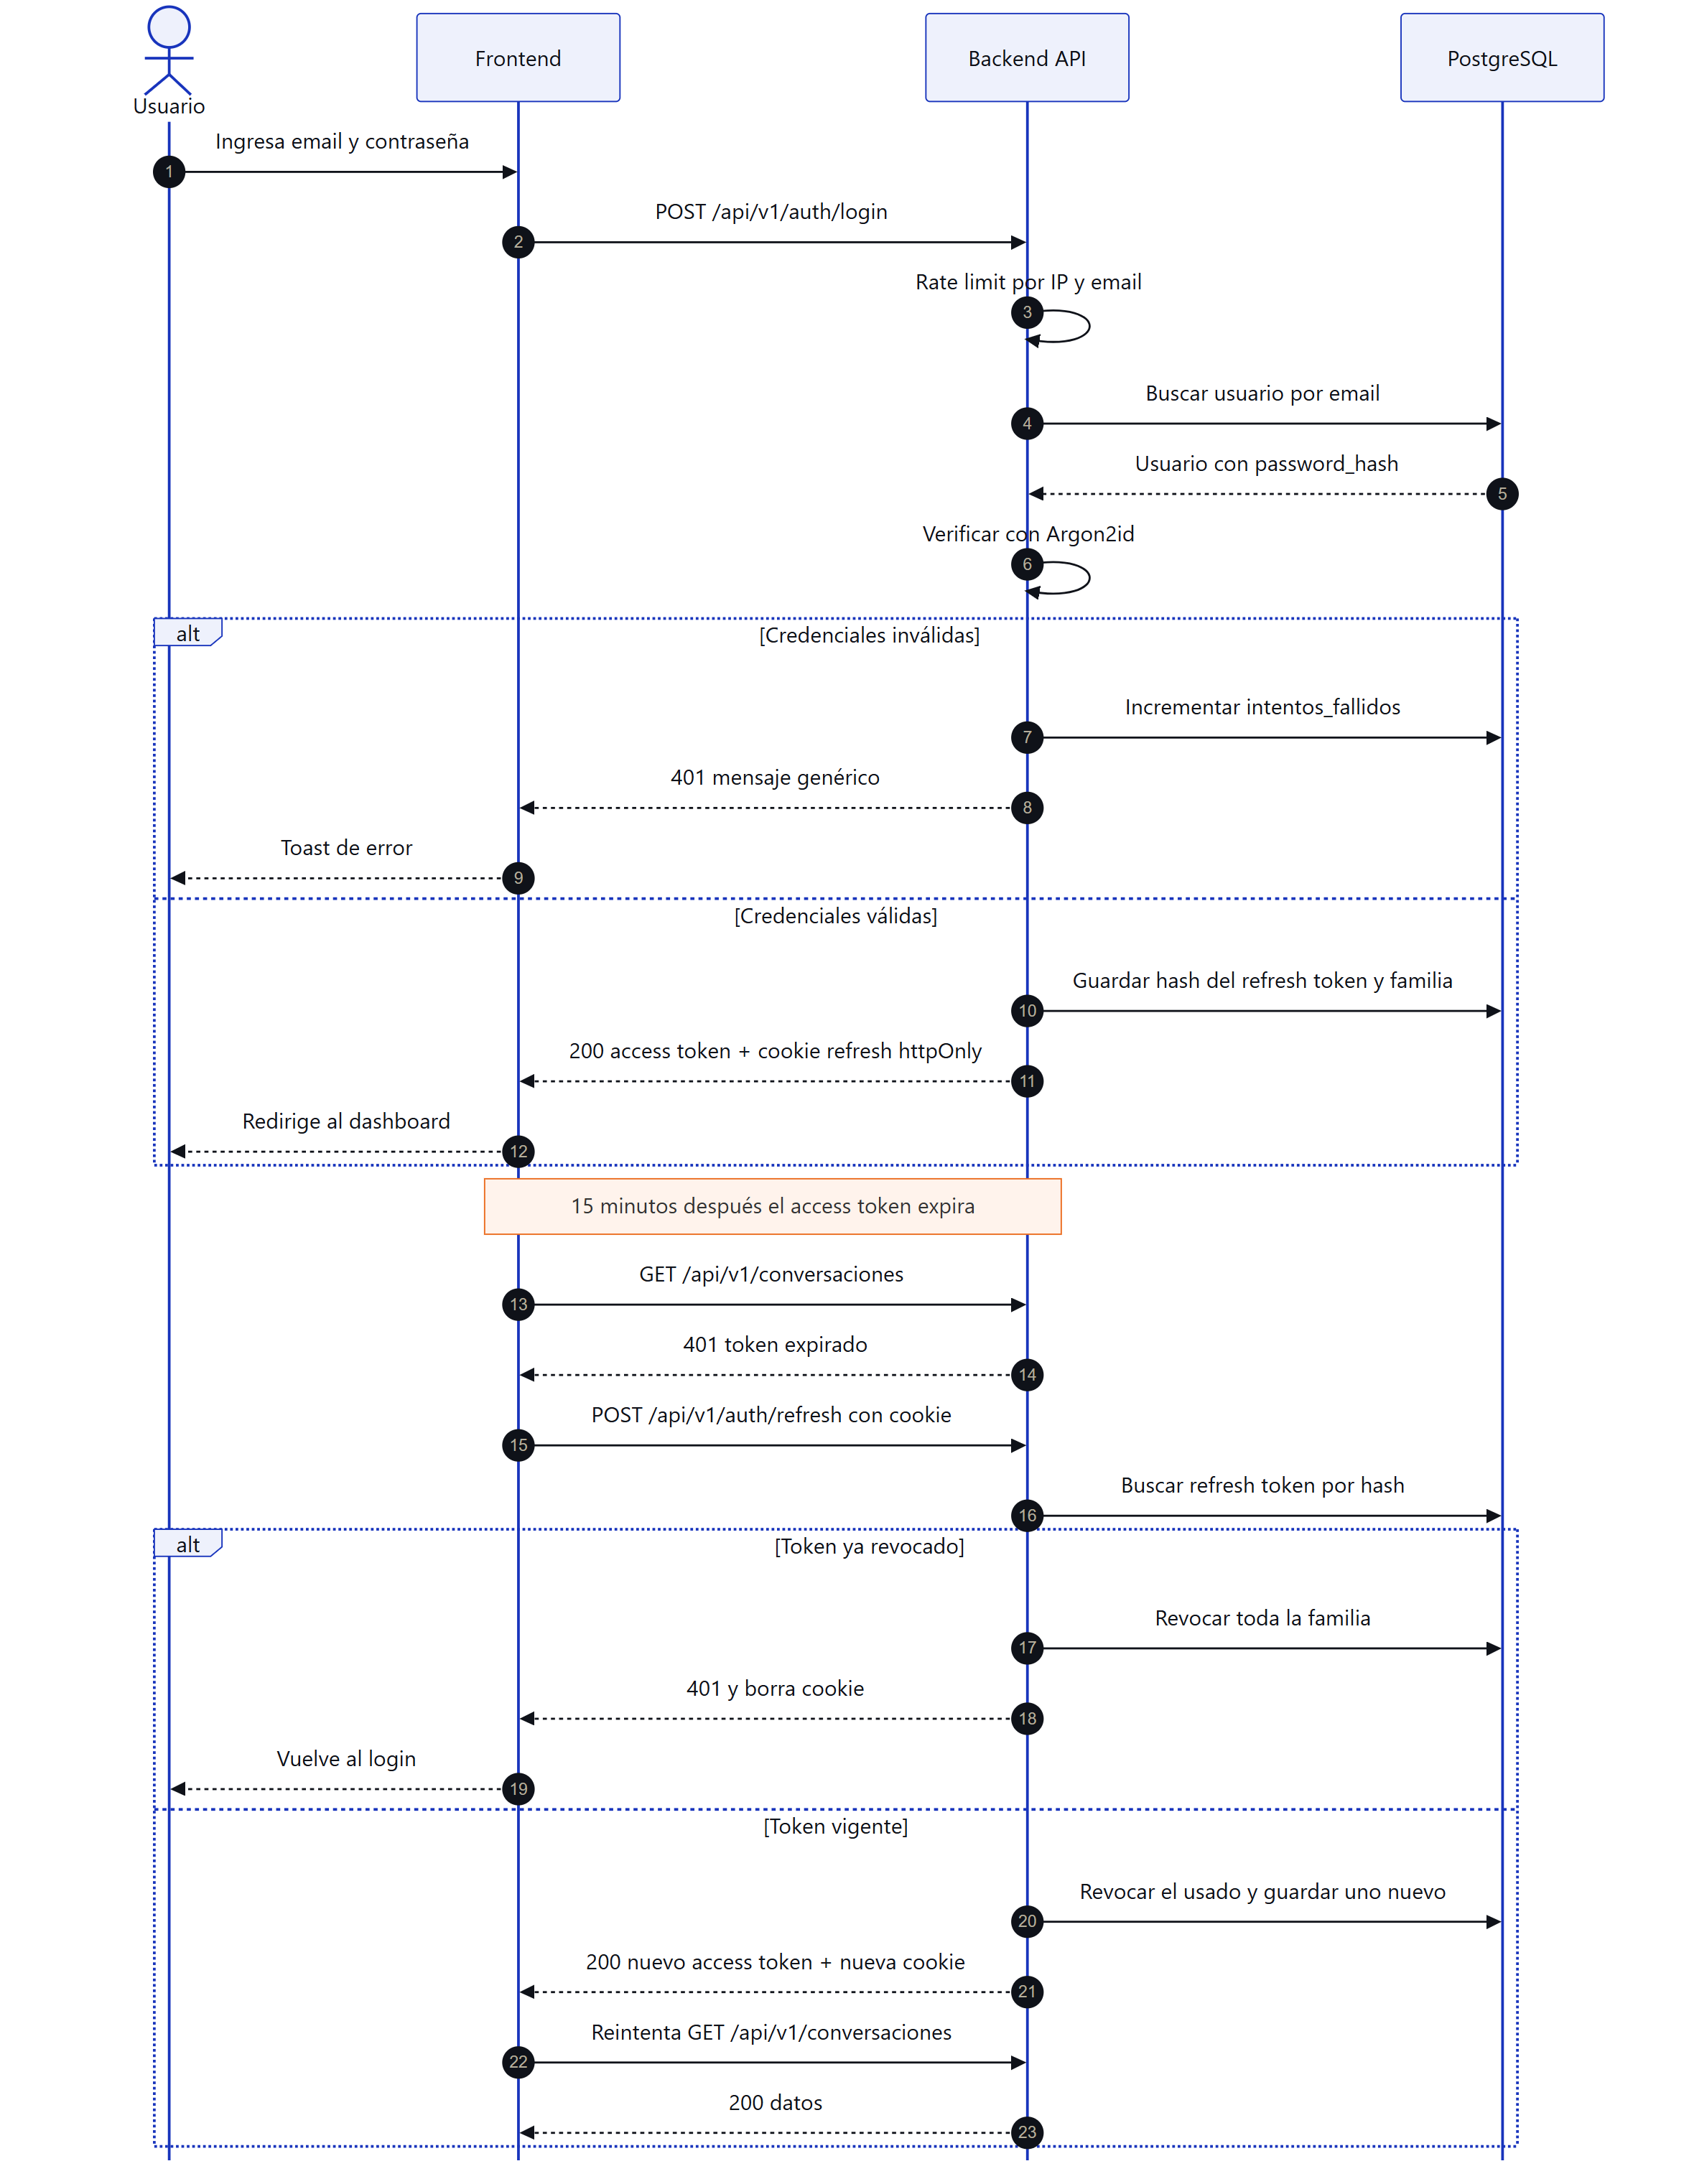 Usuario
Frontend
Backend API
PostgreSQL
Ingresa email y contraseña
1
POST /api/v1/auth/login
2
Rate limit por IP y email
3
Buscar usuario por email
4
Usuario con password_hash
5
Verificar con Argon2id
6
alt
[Credenciales inválidas]
Incrementar intentos_fallidos
7
401 mensaje genérico
8
Toast de error
9
[Credenciales válidas]
Guardar hash del refresh token y familia
10
200 access token + cookie refresh httpOnly
11
Redirige al dashboard
12
15 minutos después el access token expira
GET /api/v1/conversaciones
13
401 token expirado
14
POST /api/v1/auth/refresh con cookie
15
Buscar refresh token por hash
16
alt
[Token ya revocado]
Revocar toda la familia
17
401 y borra cookie
18
Vuelve al login
19
[Token vigente]
Revocar el usado y guardar uno nuevo
20
200 nuevo access token + nueva cookie
21
Reintenta GET /api/v1/conversaciones
22
200 datos
23